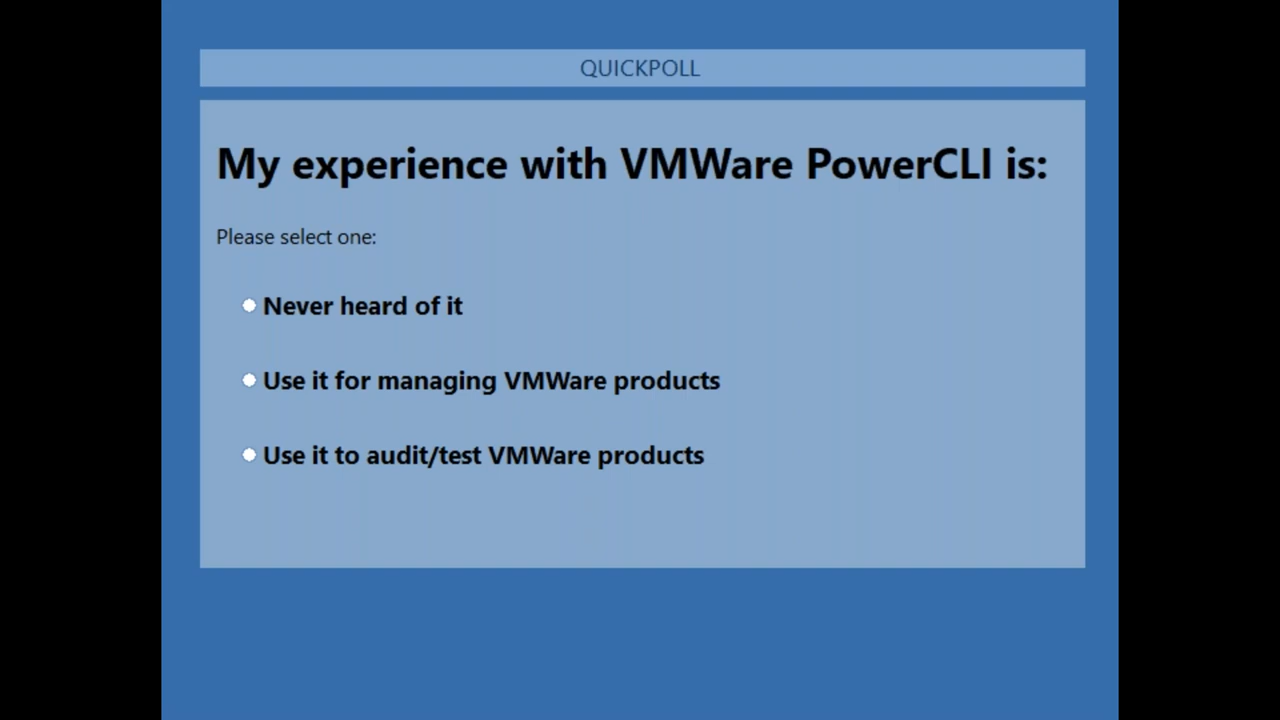 QUICKPOLL
My experience with VMWare PowerCLI is:
Please select one:
Never heard of it
Use it for managing VMWare products
Use it to audit/test VMWare products